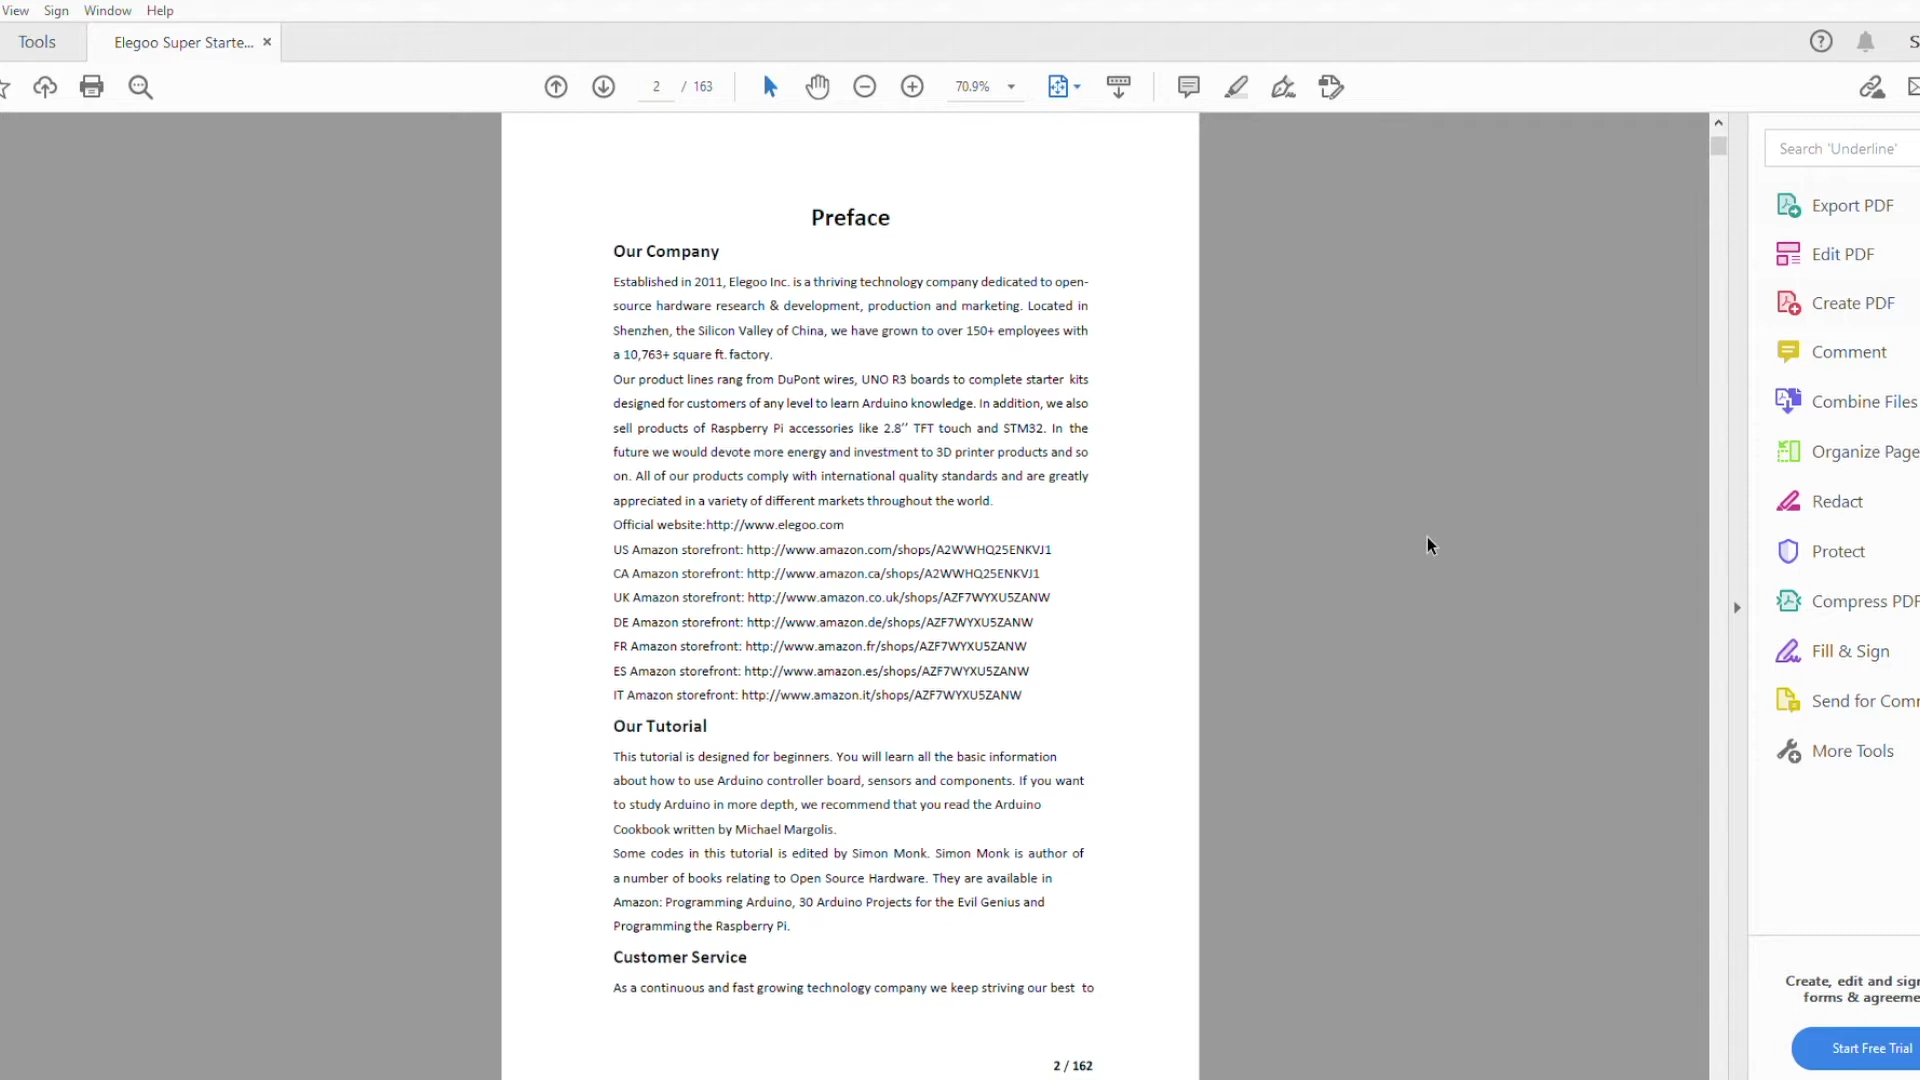 View Sign Window Help
Tools
Elegoo Super Starte...
2 / 163
70.9%
Preface
Our Company
Established in 2011, Elegoo Inc. is a thriving technology company dedicated to open-
source hardware research & development, production and marketing. Located in
Shenzhen, the Silicon Valley of China, we have grown to over 150+ employees with
a 10,763+ square ft. factory.
Our product lines rang from DuPont wires, UNO R3 boards to complete starter kits
designed for customers of any level to learn Arduino knowledge. In addition, we also
sell products of Raspberry Pi accessories like 2.8’’ TFT touch and STM32. In the
future we would devote more energy and investment to 3D printer products and so
on. All of our products comply with international quality standards and are greatly
appreciated in a variety of different markets throughout the world.
Official website:http://www.elegoo.com
US Amazon storefront: http://www.amazon.com/shops/A2WWHQ25ENKVJ1
CA Amazon storefront: http://www.amazon.ca/shops/A2WWHQ25ENKVJ1
UK Amazon storefront: http://www.amazon.co.uk/shops/AZF7WYXU5ZANW
DE Amazon storefront: http://www.amazon.de/shops/AZF7WYXU5ZANW
FR Amazon storefront: http://www.amazon.fr/shops/AZF7WYXU5ZANW
ES Amazon storefront: http://www.amazon.es/shops/AZF7WYXU5ZANW
IT Amazon storefront: http://www.amazon.it/shops/AZF7WYXU5ZANW
Our Tutorial
This tutorial is designed for beginners. You will learn all the basic information
about how to use Arduino controller board, sensors and components. If you want
to study Arduino in more depth, we recommend that you read the Arduino
Cookbook written by Michael Margolis.
Some codes in this tutorial is edited by Simon Monk. Simon Monk is author of
a number of books relating to Open Source Hardware. They are available in
Amazon: Programming Arduino, 30 Arduino Projects for the Evil Genius and
Programming the Raspberry Pi.
Customer Service
As a continuous and fast growing technology company we keep striving our best to
2 / 162
Search 'Underline'
Export PDF
Edit PDF
Create PDF
Comment
Combine Files
Organize Page
Redact
Protect
Compress PDF
Fill & Sign
Send for Com
More Tools
Create, edit and sign
forms & agreeme
Start Free Trial